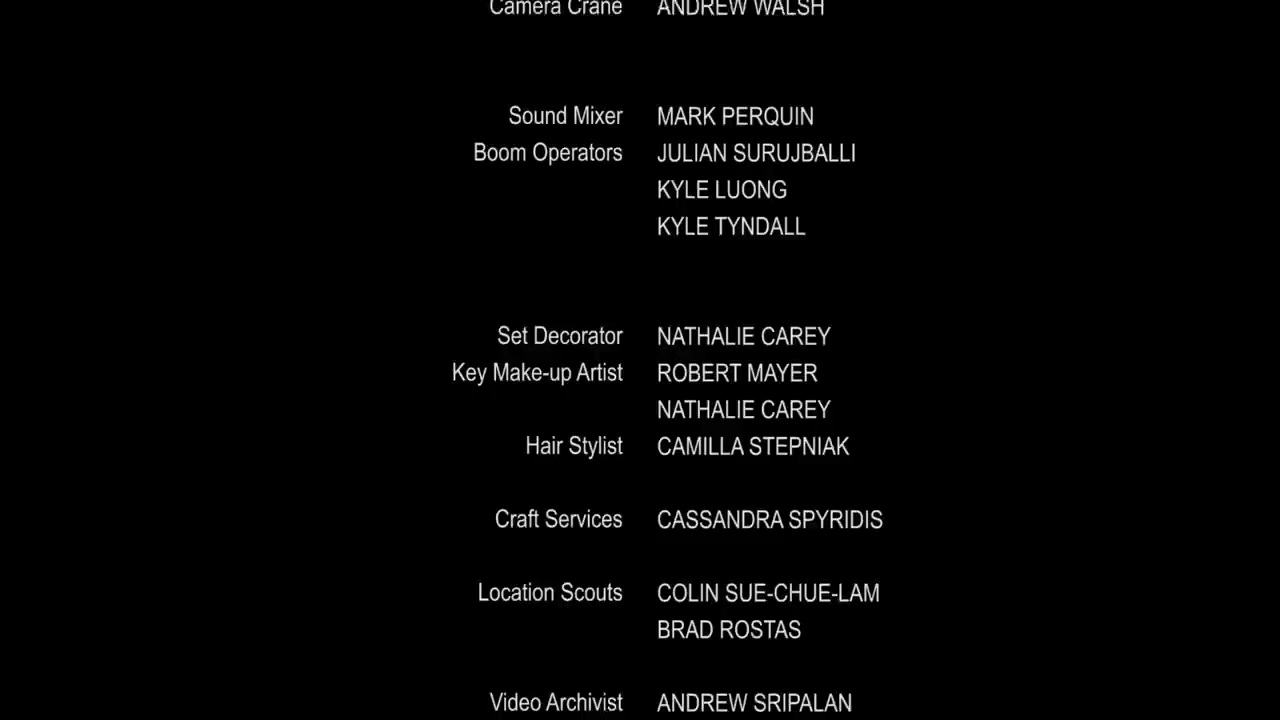 Camera Crane ANDREW WALSH
Sound Mixer MARK PERQUIN
Boom Operators JULIAN SURUJBALLI
KYLE LUONG
KYLE TYNDALL
Set Decorator NATHALIE CAREY
Key Make-up Artist ROBERT MAYER
NATHALIE CAREY
Hair Stylist CAMILLA STEPNIAK
Craft Services CASSANDRA SPYRIDIS
Location Scouts COLIN SUE-CHUE-LAM
BRAD ROSTAS
Video Archivist ANDREW SRIPALAN